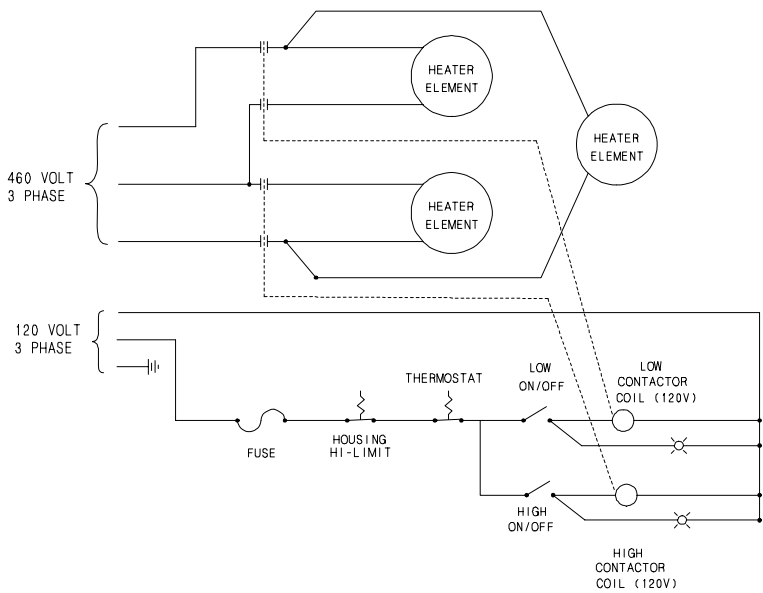 HEATER
ELEMENT
HEATER
ELEMENT
460 VOLT
3 PHASE
HEATER
ELEMENT
120 VOLT
3 PHASE
THERMOSTAT
LOW
ON/OFF
LOW
CONTACTOR
COIL (120V)
FUSE
HOUSING
HI-LIMIT
HIGH
ON/OFF
HIGH
CONTACTOR
COIL (120V)